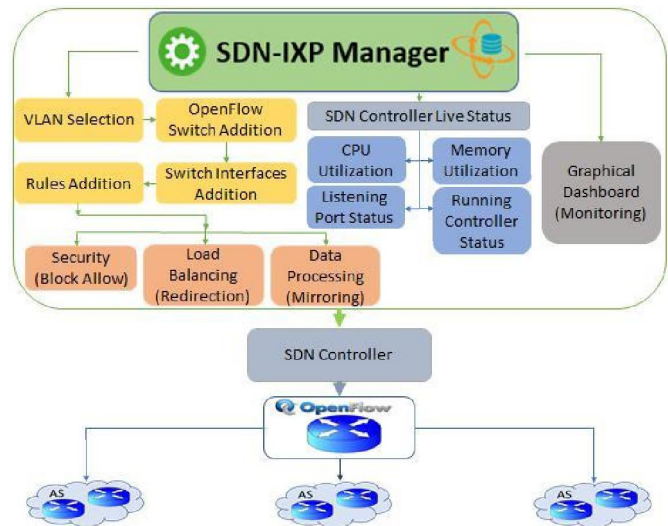 SDN-IXP Manager
VLAN Selection
OpenFlow
Switch Addition
Rules Addition
Switch Interfaces
Addition
Security
(Block Allow)
Load
Balancing
(Redirection)
Data
Processing
(Mirroring)
SDN Controller Live Status
CPU
Utilization
Memory
Utilization
Listening
Port Status
Running
Controller
Status
Graphical
Dashboard
(Monitoring)
SDN Controller
OpenFlow
AS
AS
AS